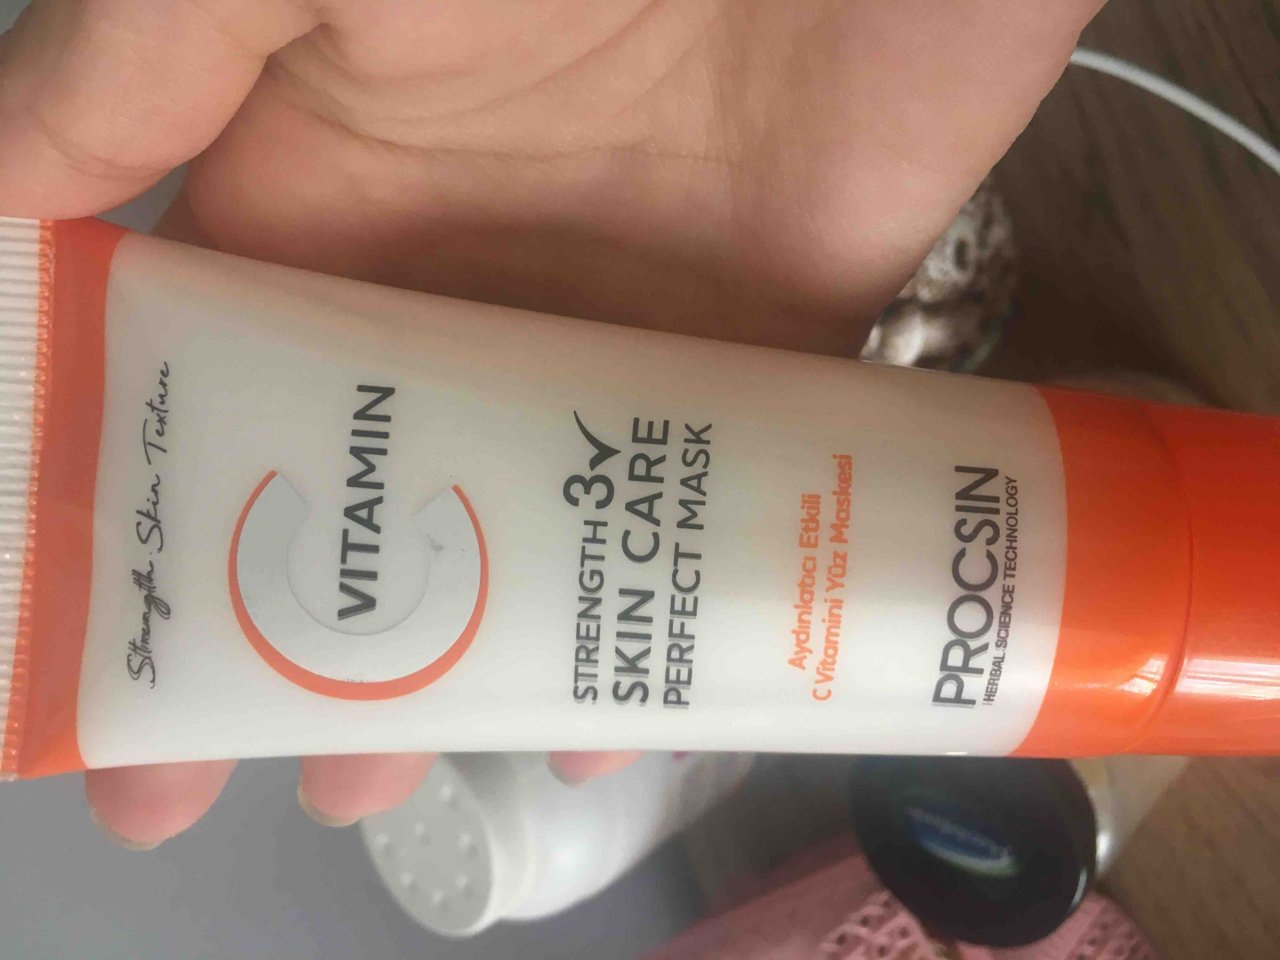 Strength Skin Texture
VITAMIN
STRENGTH 3
SKIN CARE
PERFECT MASK
Aydınlatıcı Etkili
C Vitamini Yüz Maskesi
PROCSIN
HERBAL SCIENCE TECHNOLOGY